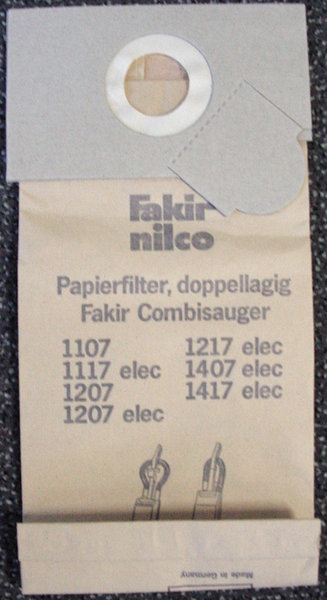 Fakir
nilco
Papierfilter, doppellagig
Fakir Combisauger
1107
1117 elec
1207
1207 elec
1217 elec
1407 elec
1417 elec
Made in Germany